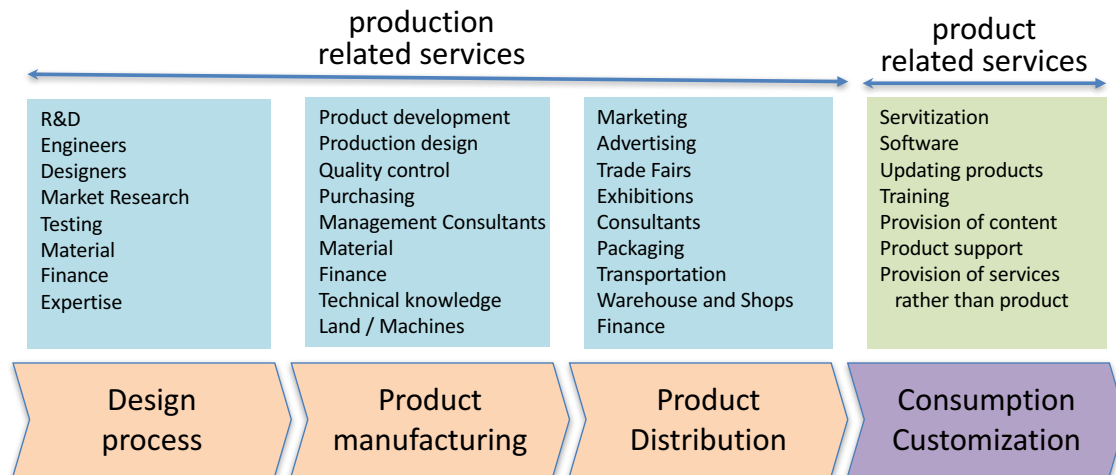 production
related services
product
related services
R&D
Engineers
Designers
Market Research
Testing
Material
Finance
Expertise
Product development
Production design
Quality control
Purchasing
Management Consultants
Material
Finance
Technical knowledge
Land / Machines
Marketing
Advertising
Trade Fairs
Exhibitions
Consultants
Packaging
Transportation
Warehouse and Shops
Finance
Servitization
Software
Updating products
Training
Provision of content
Product support
Provision of services
rather than product
Design
process
Product
manufacturing
Product
Distribution
Consumption
Customization